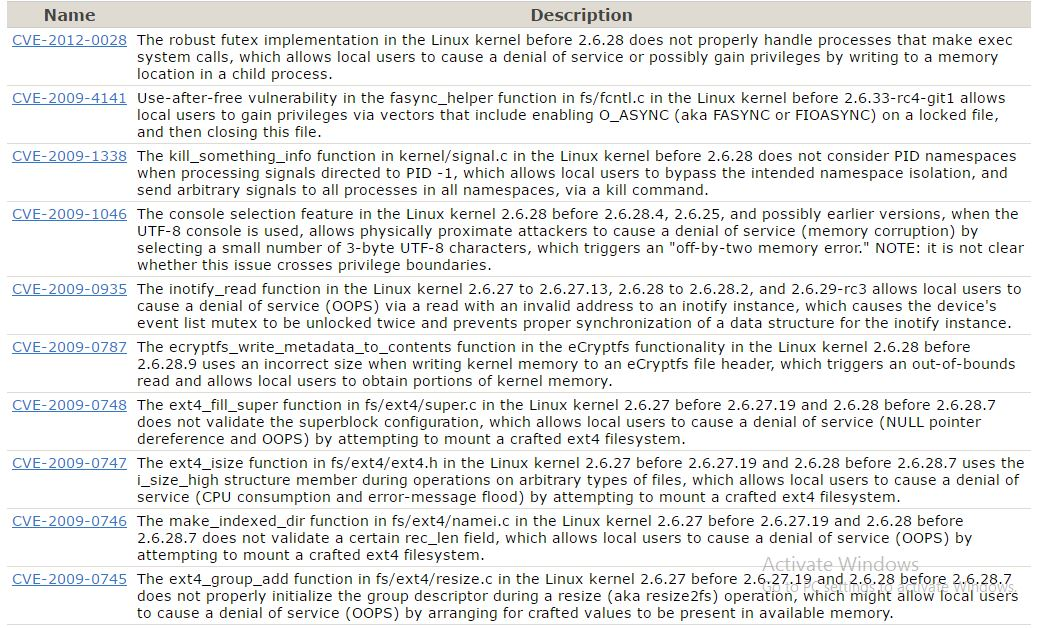 Name Description
CVE-2012-0028 The robust futex implementation in the Linux kernel before 2.6.28 does not properly handle processes that make exec
system calls, which allows local users to cause a denial of service or possibly gain privileges by writing to a memory
location in a child process.
CVE-2009-4141 Use-after-free vulnerability in the fasync_helper function in fs/fcntl.c in the Linux kernel before 2.6.33-rc4-git1 allows
local users to gain privileges via vectors that include enabling O_ASYNC (aka FASYNC or FIOASYNC) on a locked file,
and then closing this file.
CVE-2009-1338 The kill_something_info function in kernel/signal.c in the Linux kernel before 2.6.28 does not consider PID namespaces
when processing signals directed to PID -1, which allows local users to bypass the intended namespace isolation, and
send arbitrary signals to all processes in all namespaces, via a kill command.
CVE-2009-1046 The console selection feature in the Linux kernel 2.6.28 before 2.6.28.4, 2.6.25, and possibly earlier versions, when the
UTF-8 console is used, allows physically proximate attackers to cause a denial of service (memory corruption) by
selecting a small number of 3-byte UTF-8 characters, which triggers an "off-by-two memory error." NOTE: it is not clear
whether this issue crosses privilege boundaries.
CVE-2009-0935 The inotify_read function in the Linux kernel 2.6.27 to 2.6.27.13, 2.6.28 to 2.6.28.2, and 2.6.29-rc3 allows local users to
cause a denial of service (OOPS) via a read with an invalid address to an inotify instance, which causes the device's
event list mutex to be unlocked twice and prevents proper synchronization of a data structure for the inotify instance.
CVE-2009-0787 The ecryptfs_write_metadata_to_contents function in the eCryptfs functionality in the Linux kernel 2.6.28 before
2.6.28.9 uses an incorrect size when writing kernel memory to an eCryptfs file header, which triggers an out-of-bounds
read and allows local users to obtain portions of kernel memory.
CVE-2009-0748 The ext4_fill_super function in fs/ext4/super.c in the Linux kernel 2.6.27 before 2.6.27.19 and 2.6.28 before 2.6.28.7
does not validate the superblock configuration, which allows local users to cause a denial of service (NULL pointer
dereference and OOPS) by attempting to mount a crafted ext4 filesystem.
CVE-2009-0747 The ext4_isize function in fs/ext4/ext4.h in the Linux kernel 2.6.27 before 2.6.27.19 and 2.6.28 before 2.6.28.7 uses the
i_size_high structure member during operations on arbitrary types of files, which allows local users to cause a denial of
service (CPU consumption and error-message flood) by attempting to mount a crafted ext4 filesystem.
CVE-2009-0746 The make_indexed_dir function in fs/ext4/namei.c in the Linux kernel 2.6.27 before 2.6.27.19 and 2.6.28 before
2.6.28.7 does not validate a certain rec_len field, which allows local users to cause a denial of service (OOPS) by
attempting to mount a crafted ext4 filesystem.
CVE-2009-0745 The ext4_group_add function in fs/ext4/resize.c in the Linux kernel 2.6.27 before 2.6.27.19 and 2.6.28 before 2.6.28.7
does not properly initialize the group descriptor during a resize (aka resize2fs) operation, which might allow local users
to cause a denial of service (OOPS) by arranging for crafted values to be present in available memory.
Activate Windows
Go to PC settings to activate Windows.